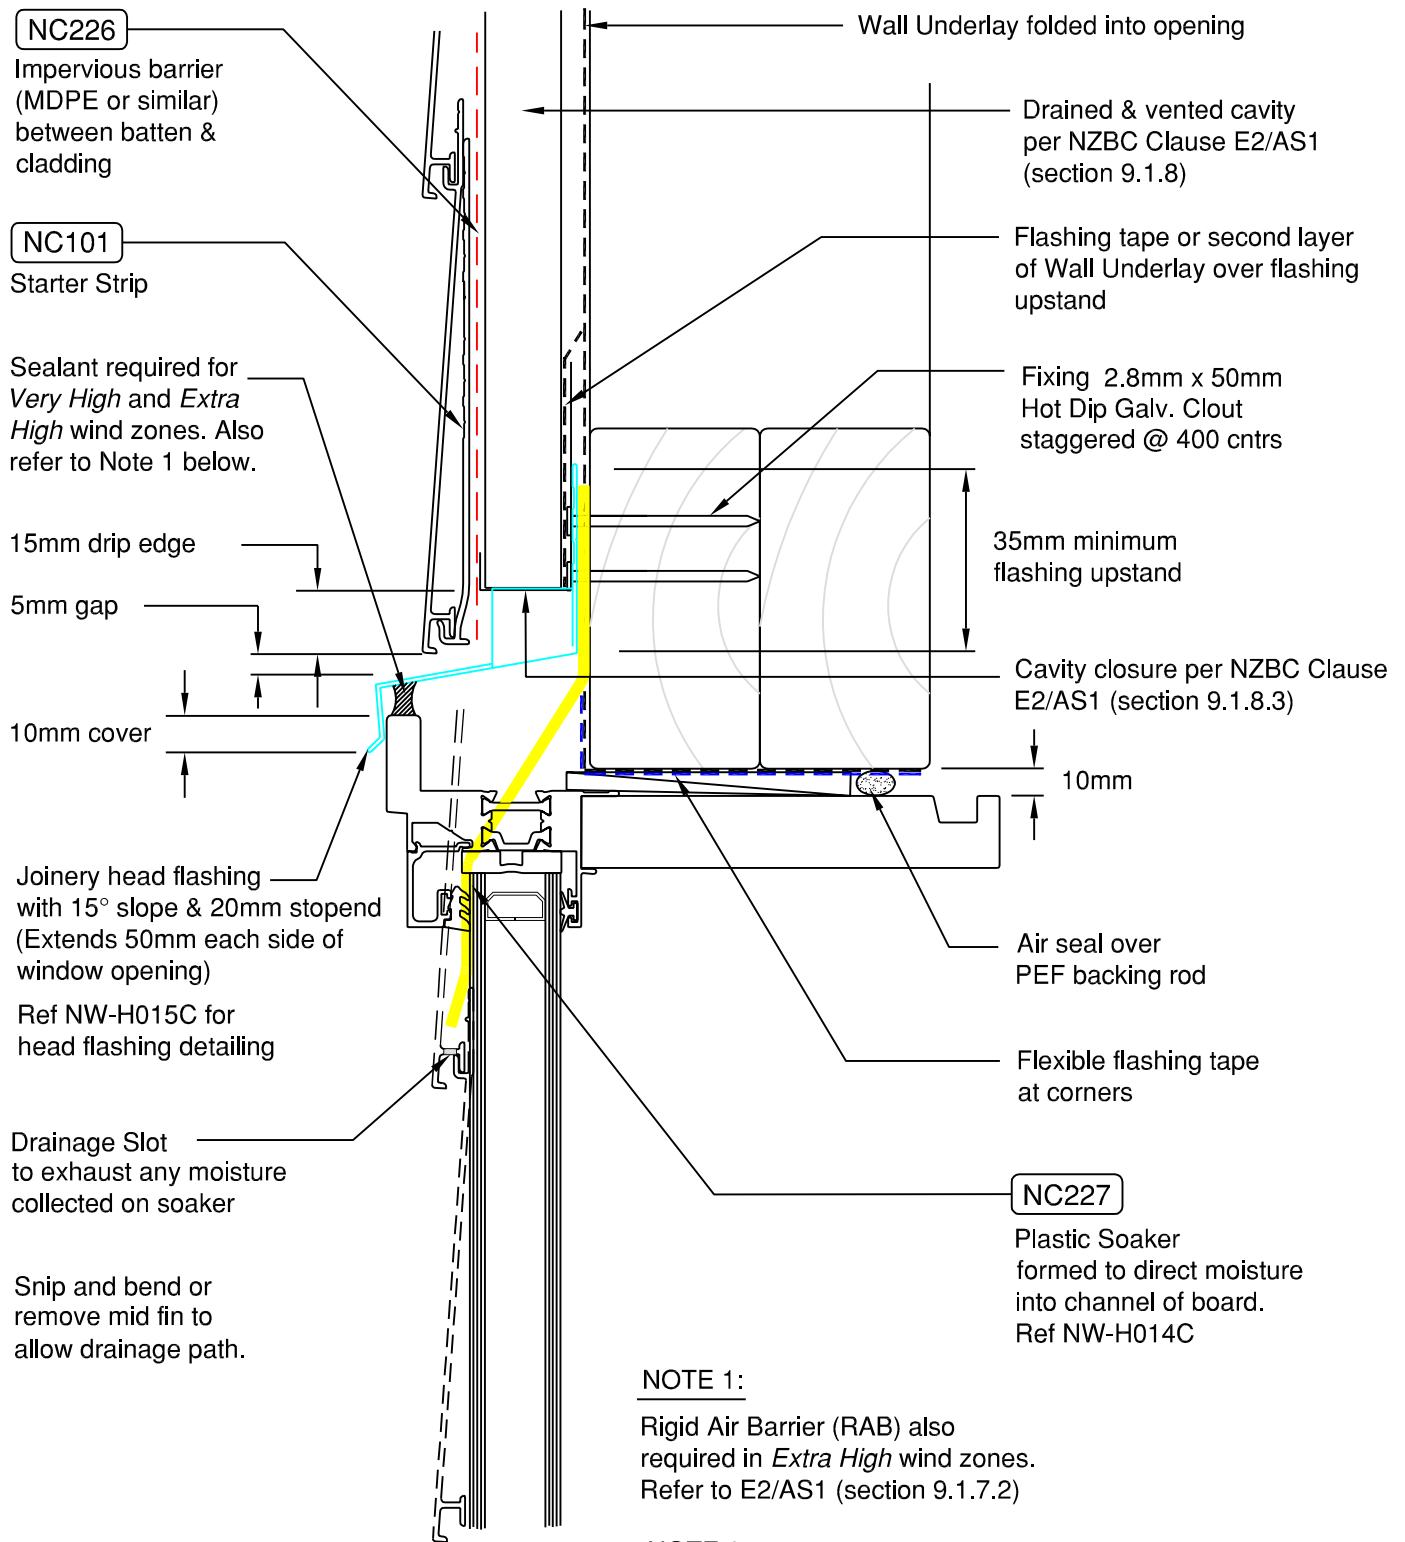 NC226
Impervious barrier
(MDPE or similar)
between batten &
cladding
NC101
Starter Strip
Sealant required for
Very High and Extra
High wind zones. Also
refer to Note 1 below.
15mm drip edge
5mm gap
10mm cover
Joinery head flashing
with 15° slope & 20mm stopend
(Extends 50mm each side of
window opening)
Ref NW-H015C for
head flashing detailing
Drainage Slot
to exhaust any moisture
collected on soaker
Snip and bend or
remove mid fin to
allow drainage path.
Wall Underlay folded into opening
Drained & vented cavity
per NZBC Clause E2/AS1
(section 9.1.8)
Flashing tape or second layer
of Wall Underlay over flashing
upstand
Fixing 2.8mm x 50mm
Hot Dip Galv. Clout
staggered @ 400 cntrs
35mm minimum
flashing upstand
Cavity closure per NZBC Clause
E2/AS1 (section 9.1.8.3)
10mm
Air seal over
PEF backing rod
Flexible flashing tape
at corners
NC227
Plastic Soaker
formed to direct moisture
into channel of board.
Ref NW-H014C
NOTE 1:
Rigid Air Barrier (RAB) also
required in Extra High wind zones.
Refer to E2/AS1 (section 9.1.7.2)